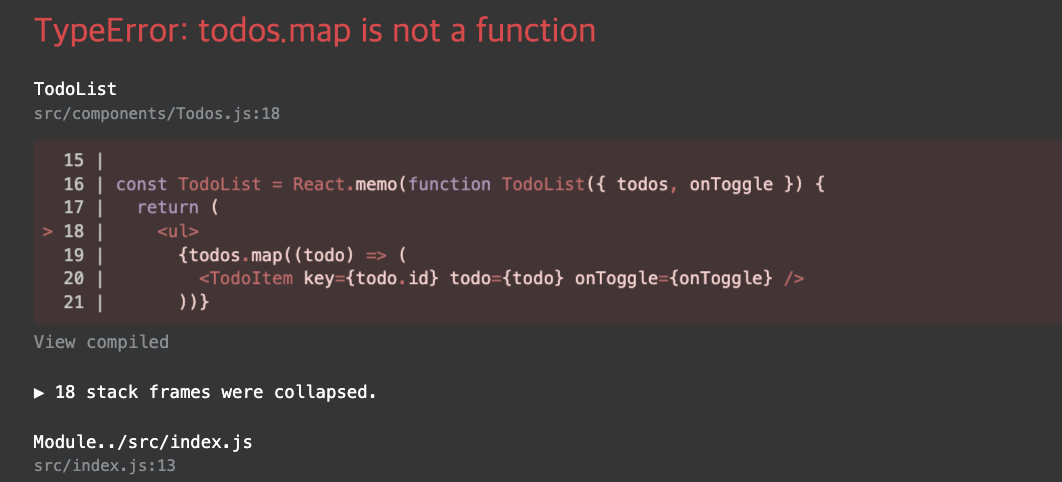 TypeError: todos.map is not a function
TodoList
src/components/Todos.js:18
15 |
16 | const TodoList = React.memo(function TodoList({ todos, onToggle }) {
17 |   return (
> 18 |     <ul>
19 |       {todos.map((todo) => (
20 |         <TodoItem key={todo.id} todo={todo} onToggle={onToggle} />
21 |       ))}
View compiled
▶ 18 stack frames were collapsed.
Module../src/index.js
src/index.js:13